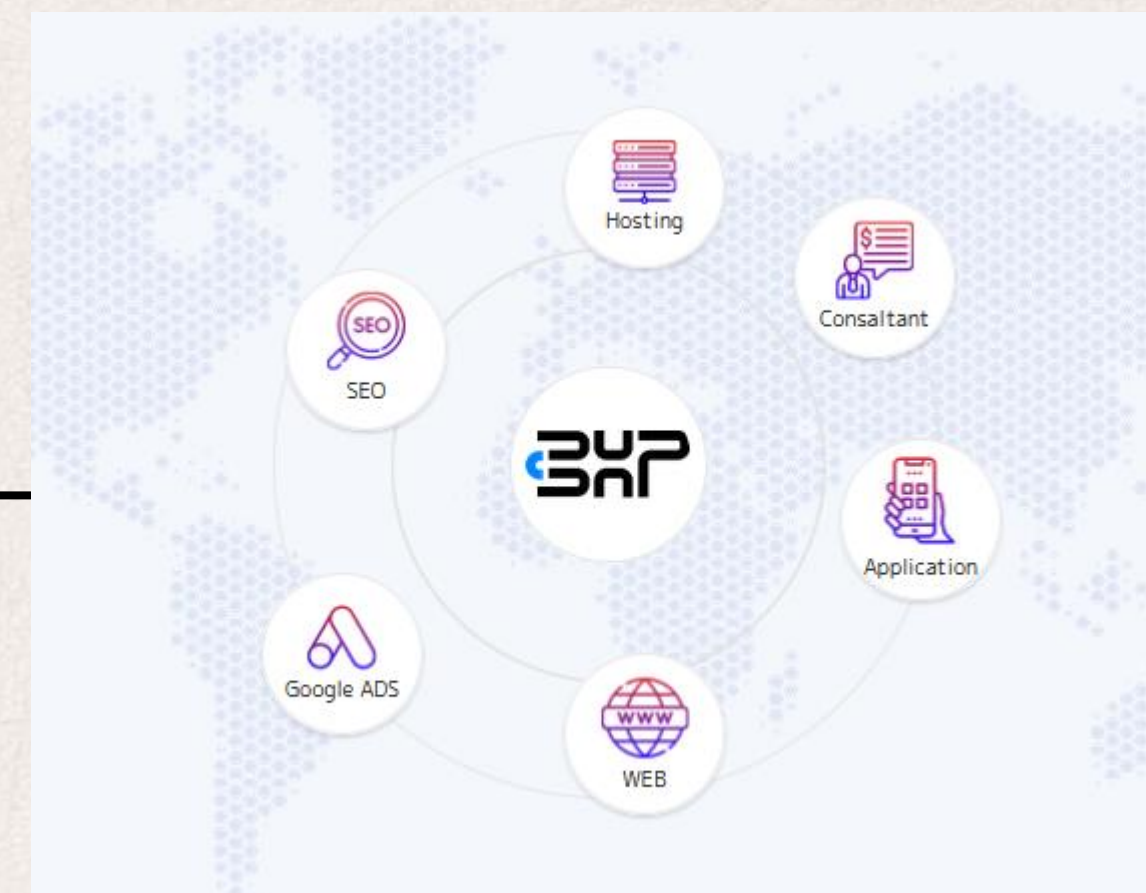 Hosting
Consaltant
SEO
SEO
Application
Google ADS
WWW
WEB